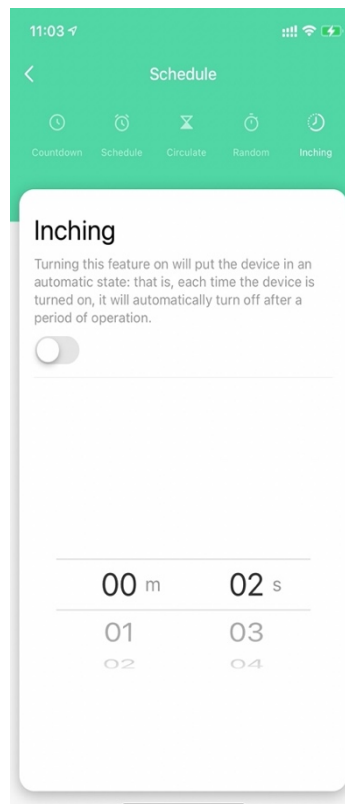 11:03
Schedule
Countdown Schedule Circulate Random Inching
Inching
Turning this feature on will put the device in an
automatic state: that is, each time the device is
turned on, it will automatically turn off after a
period of operation.
00 m 02 s
01 03
02 04